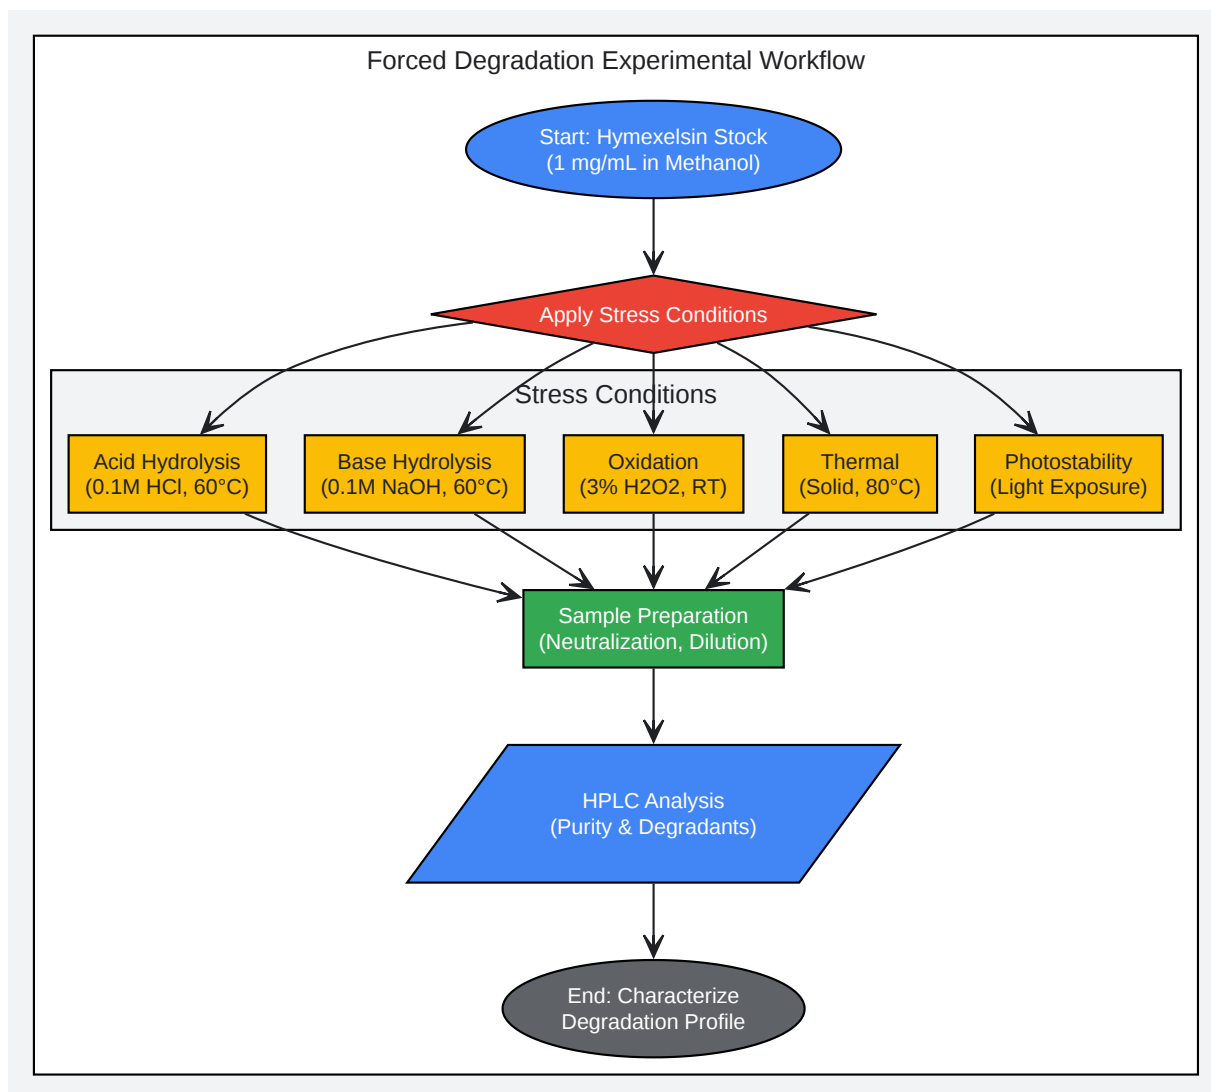 Forced Degradation Experimental Workflow
Start: Hymexelsin Stock
(1 mg/mL in Methanol)
Apply Stress Conditions
Stress Conditions
Acid Hydrolysis
(0.1M HCl, 60°C)
Base Hydrolysis
(0.1M NaOH, 60°C)
Oxidation
(3% H2O2, RT)
Thermal
(Solid, 80°C)
Photostability
(Light Exposure)
Sample Preparation
(Neutralization, Dilution)
HPLC Analysis
(Purity & Degradants)
End: Characterize
Degradation Profile